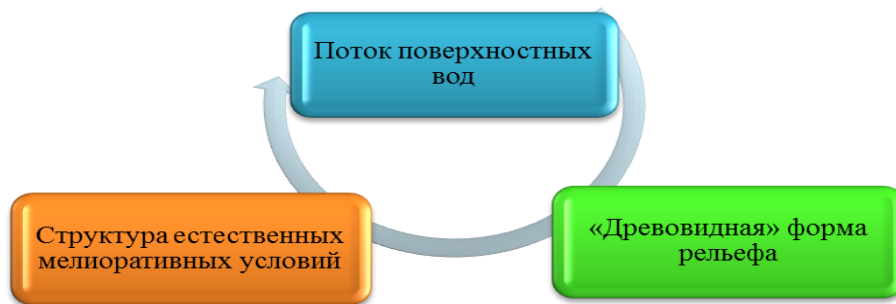 Поток поверхностных
вод
Структура естественных
мелиоративных условий
«Древовидная» форма
рельефа